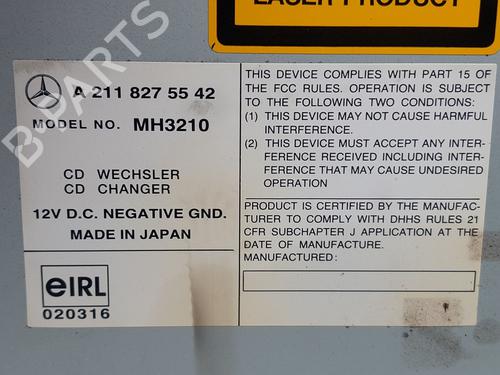 LASER PRODUCT
A 211 827 55 42
MODEL NO. MH3210
CD WECHSLER
CD CHANGER
12V D.C. NEGATIVE GND.
MADE IN JAPAN
eIRL
020316
THIS DEVICE COMPLIES WITH PART 15 OF
THE FCC RULES. OPERATION IS SUBJECT
TO THE FOLLOWING TWO CONDITIONS:
(1) THIS DEVICE MAY NOT CAUSE HARMFUL
INTERFERENCE.
(2) THIS DEVICE MUST ACCEPT ANY INTER-
FERENCE RECEIVED INCLUDING INTER-
FERENCE THAT MAY CAUSE UNDESIRED
OPERATION
PRODUCT IS CERTIFIED BY THE MANUFAC-
TURER TO COMPLY WITH DHHS RULES 21
CFR SUBCHAPTER J APPLICATION AT THE
DATE OF MANUFACTURE.
MANUFACTURED:
B PARTS